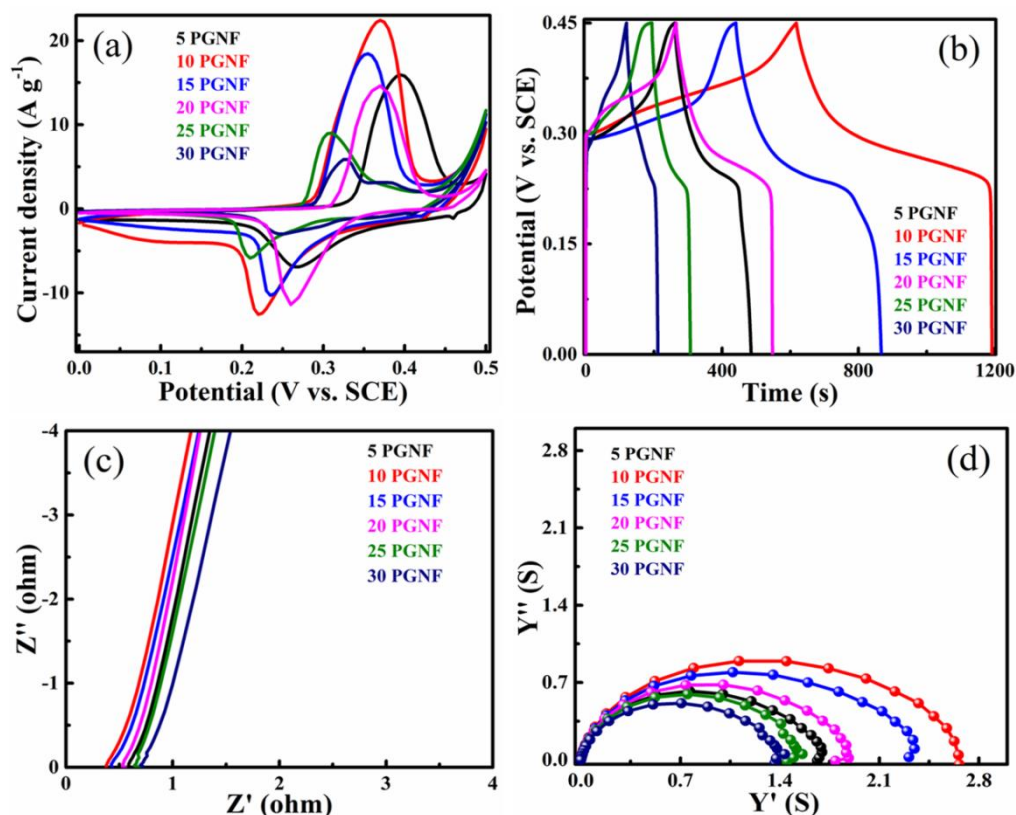 (a)
5 PGNF
10 PGNF
15 PGNF
20 PGNF
25 PGNF
30 PGNF
Current density (A g⁻¹)
20
10
0
-10
0.0 0.1 0.2 0.3 0.4 0.5
Potential (V vs. SCE)
(b)
5 PGNF
10 PGNF
15 PGNF
20 PGNF
25 PGNF
30 PGNF
Potential (V vs. SCE)
0.45
0.30
0.15
0.00
0 400 800 1200
Time (s)
(c)
5 PGNF
10 PGNF
15 PGNF
20 PGNF
25 PGNF
30 PGNF
Z'' (ohm)
-4
-3
-2
-1
0
0 1 2 3 4
Z' (ohm)
(d)
5 PGNF
10 PGNF
15 PGNF
20 PGNF
25 PGNF
30 PGNF
Y'' (S)
2.8
2.1
1.4
0.7
0.0
0.0 0.7 1.4 2.1 2.8
Y' (S)